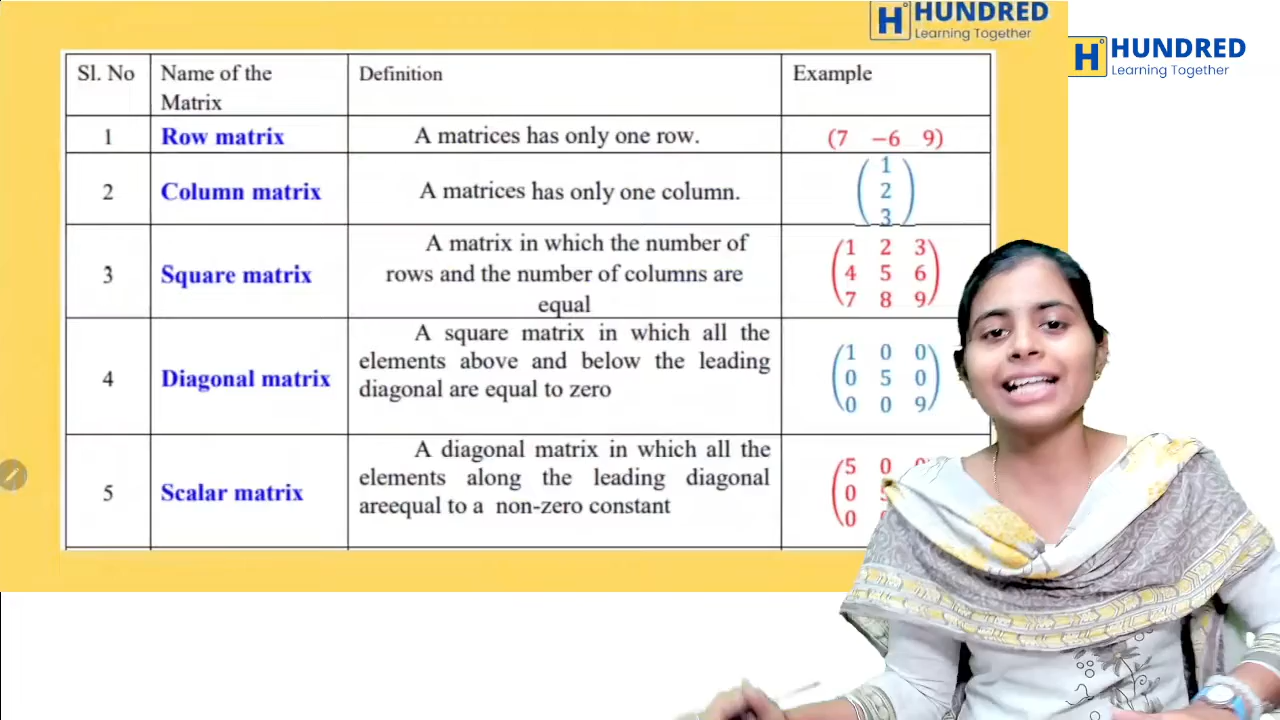 H° HUNDRED
Learning Together
H° HUNDRED
Learning Together
Sl. No Name of the Matrix Definition Example
1 Row matrix A matrices has only one row. (7 −6 9)
2 Column matrix A matrices has only one column.
1
2
3
3 Square matrix
A matrix in which the number of
rows and the number of columns are
equal
1 2 3
4 5 6
7 8 9
4 Diagonal matrix
A square matrix in which all the
elements above and below the leading
diagonal are equal to zero
1 0 0
0 5 0
0 0 9
5 Scalar matrix
A diagonal matrix in which all the
elements along the leading diagonal
areequal to a non-zero constant
5 0
0
0